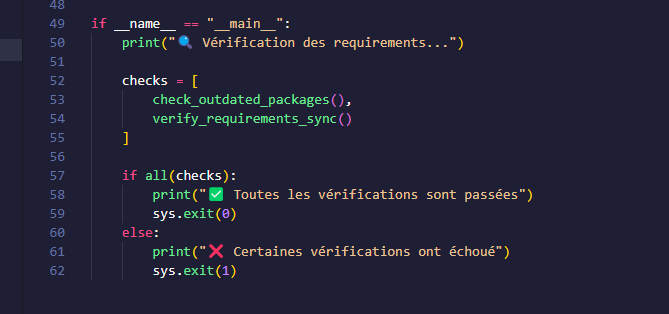 48
49 if __name__ == "__main__":
50     print("🔍 Vérification des requirements...")
51
52     checks = [
53         check_outdated_packages(),
54         verify_requirements_sync()
55     ]
56
57     if all(checks):
58         print("✅ Toutes les vérifications sont passées")
59         sys.exit(0)
60     else:
61         print("❌ Certaines vérifications ont échoué")
62         sys.exit(1)